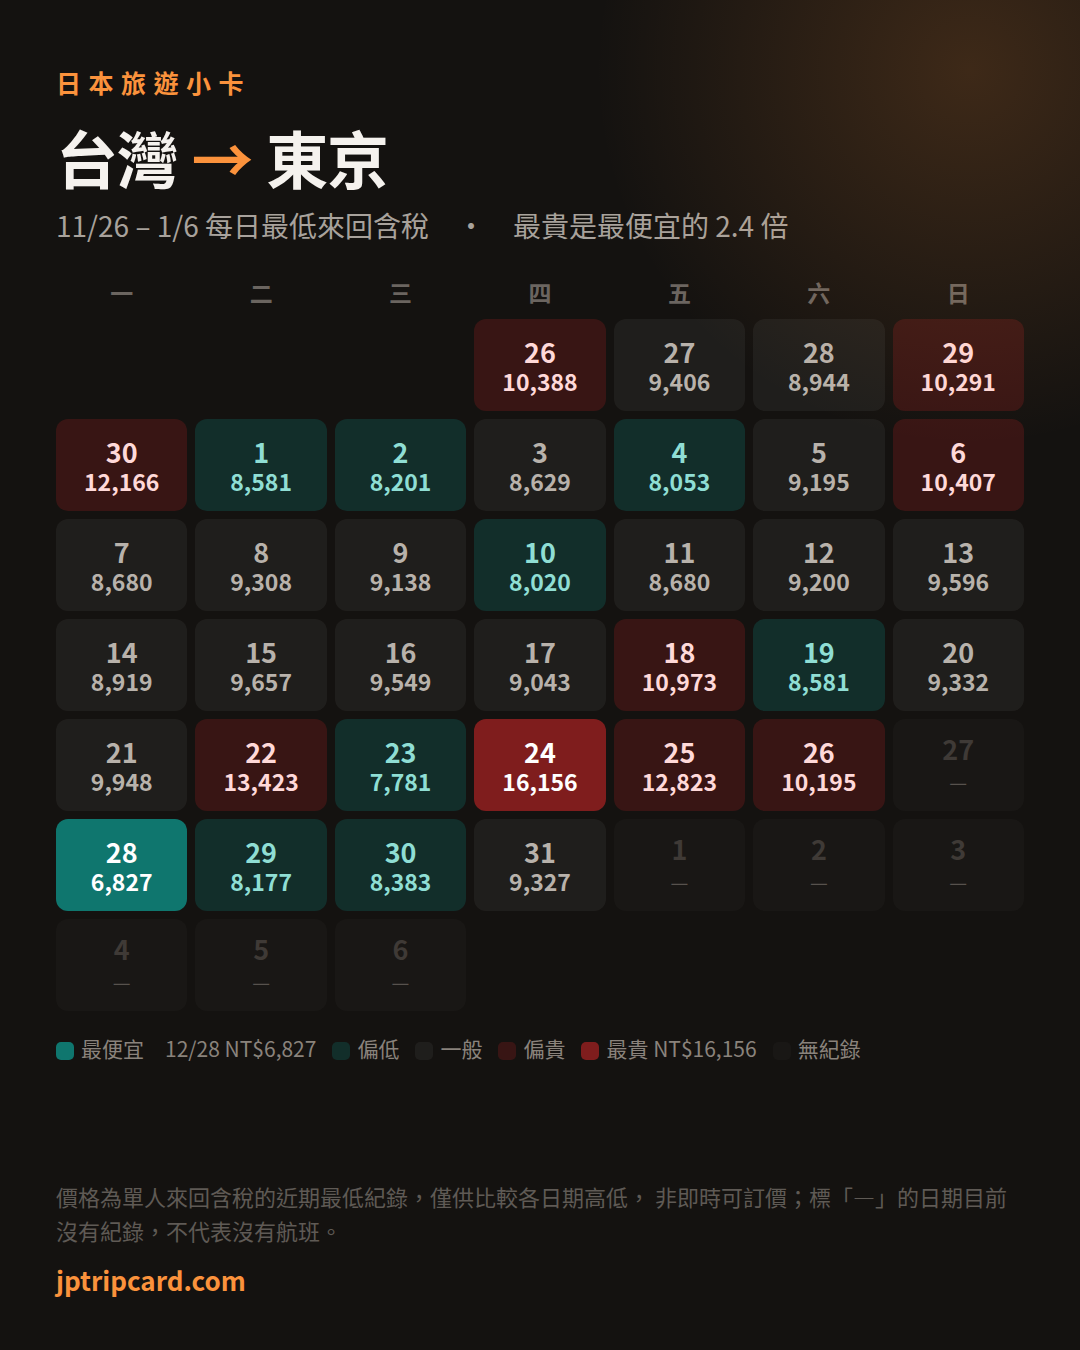 日本旅遊小卡
台灣 → 東京
11/26 – 1/6 每日最低來回含稅 · 最貴是最便宜的 2.4 倍
一 二 三 四 五 六 日
26 27 28 29
10,388 9,406 8,944 10,291
30 1 2 3 4 5 6
12,166 8,581 8,201 8,629 8,053 9,195 10,407
7 8 9 10 11 12 13
8,680 9,308 9,138 8,020 8,680 9,200 9,596
14 15 16 17 18 19 20
8,919 9,657 9,549 9,043 10,973 8,581 9,332
21 22 23 24 25 26 27
9,948 13,423 7,781 16,156 12,823 10,195 —
28 29 30 31 1 2 3
6,827 8,177 8,383 9,327 — — —
4 5 6
— — —
最便宜 12/28 NT$6,827 偏低 一般 偏貴 最貴 NT$16,156 無紀錄
價格為單人來回含稅的近期最低紀錄，僅供比較各日期高低， 非即時可訂價；標「—」的日期目前
沒有紀錄，不代表沒有航班。
jptripcard.com